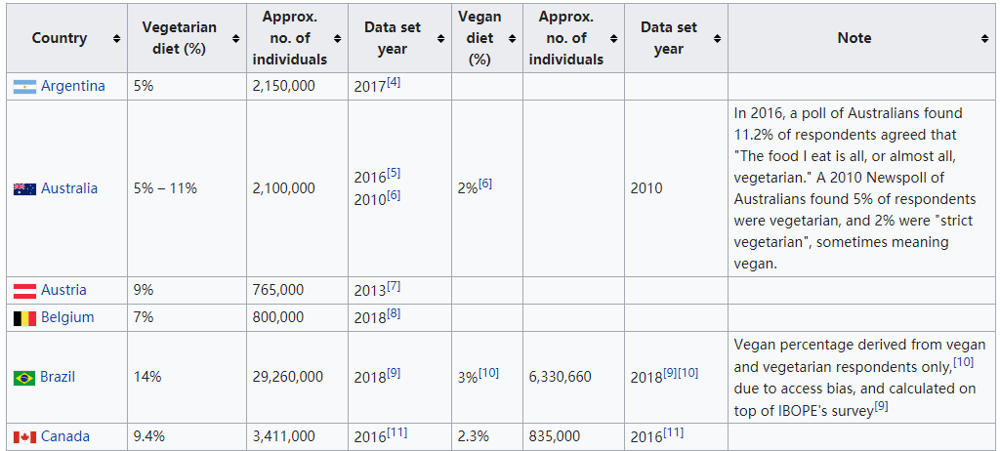 Country
Vegetarian
diet (%)
Approx.
no. of
individuals
Data set
year
Vegan
diet
(%)
Approx.
no. of
individuals
Data set
year
Note
Argentina 5% 2,150,000 2017[4]
Australia 5% – 11% 2,100,000
2016[5]
2010[6]
2%[6] 2010
In 2016, a poll of Australians found
11.2% of respondents agreed that
"The food I eat is all, or almost all,
vegetarian." A 2010 Newspoll of
Australians found 5% of respondents
were vegetarian, and 2% were "strict
vegetarian", sometimes meaning
vegan.
Austria 9% 765,000 2013[7]
Belgium 7% 800,000 2018[8]
Brazil 14% 29,260,000 2018[9] 3%[10] 6,330,660 2018[9][10]
Vegan percentage derived from vegan
and vegetarian respondents only,[10]
due to access bias, and calculated on
top of IBOPE's survey[9]
Canada 9.4% 3,411,000 2016[11] 2.3% 835,000 2016[11]